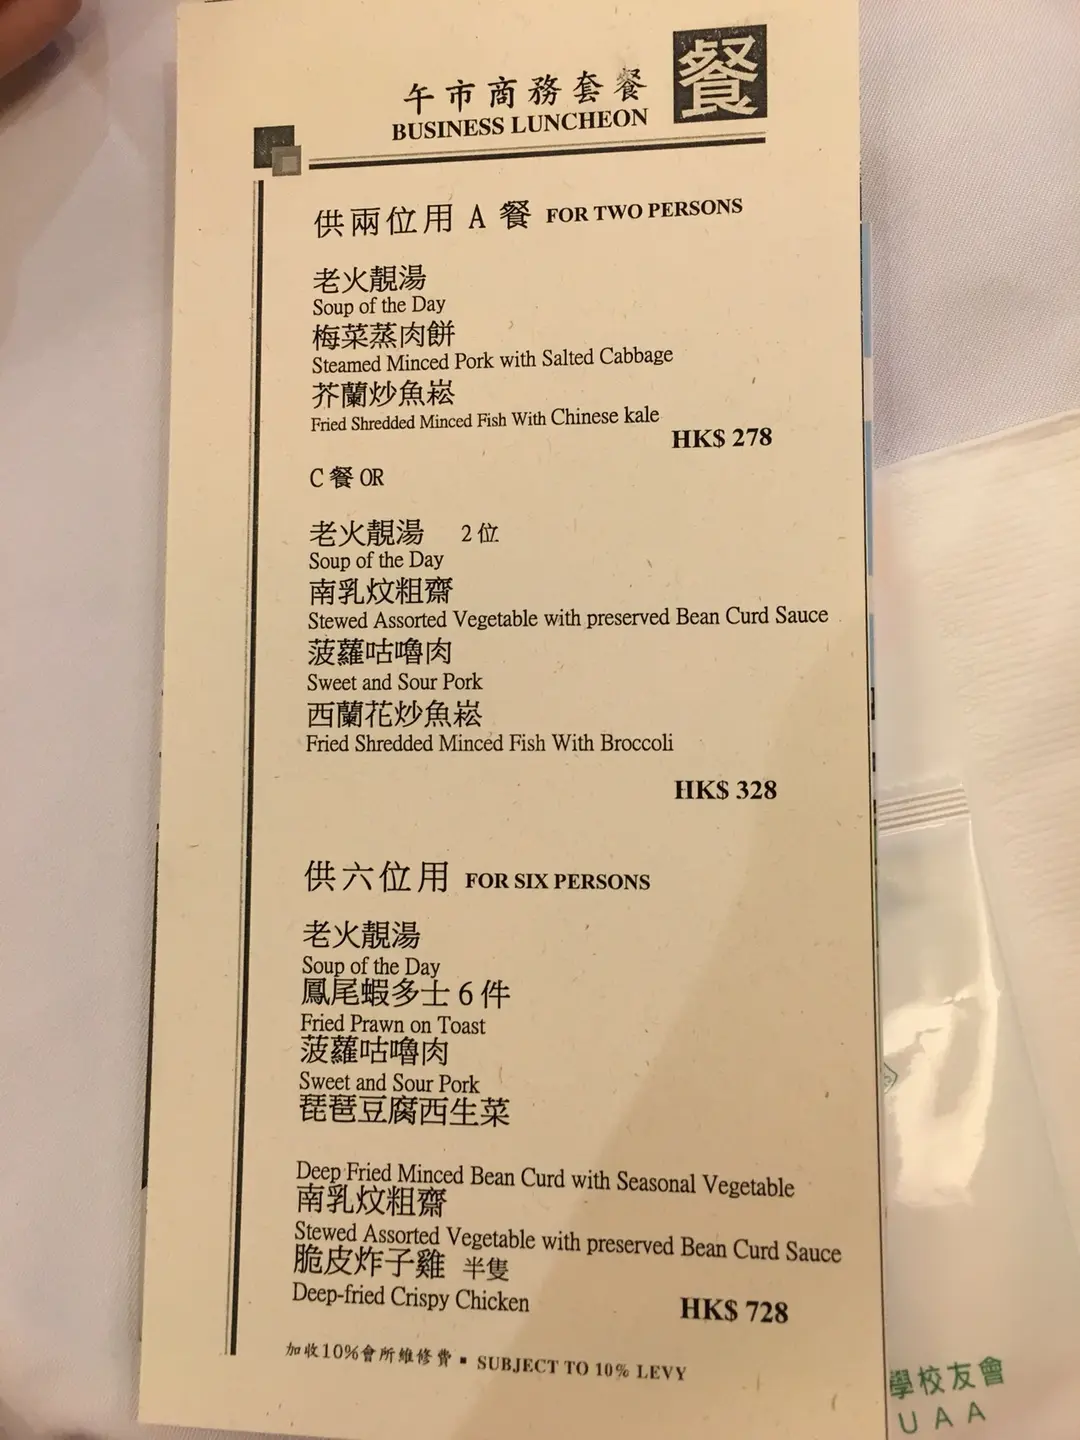 午市商務套餐
餐
BUSINESS LUNCHEON
供兩位用 A 餐 FOR TWO PERSONS
老火靚湯
Soup of the Day
梅菜蒸肉餅
Steamed Minced Pork with Salted Cabbage
芥蘭炒魚崧
Fried Shredded Minced Fish With Chinese kale
HK$ 278
C 餐 OR
老火靚湯 2 位
Soup of the Day
南乳炆粗齋
Stewed Assorted Vegetable with preserved Bean Curd Sauce
菠蘿咕嚕肉
Sweet and Sour Pork
西蘭花炒魚崧
Fried Shredded Minced Fish With Broccoli
HK$ 328
供六位用 FOR SIX PERSONS
老火靚湯
Soup of the Day
鳳尾蝦多士 6 件
Fried Prawn on Toast
菠蘿咕嚕肉
Sweet and Sour Pork
琵琶豆腐西生菜
Deep Fried Minced Bean Curd with Seasonal Vegetable
南乳炆粗齋
Stewed Assorted Vegetable with preserved Bean Curd Sauce
脆皮炸子雞 半隻
Deep-fried Crispy Chicken
HK$ 728
加收10%會所維修費 ▪ SUBJECT TO 10% LEVY
學校友會
UAA